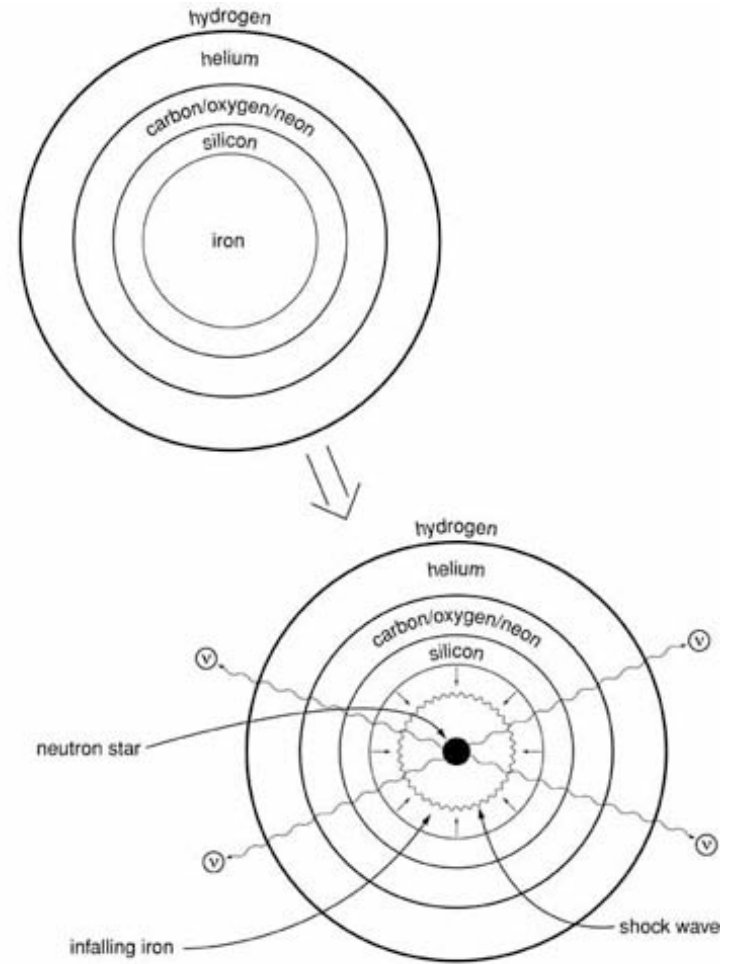 hydrogen
helium
carbon/oxygen/neon
silicon
iron
hydrogen
helium
carbon/oxygen/neon
silicon
ν
ν
neutron star
ν
ν
shock wave
infalling iron